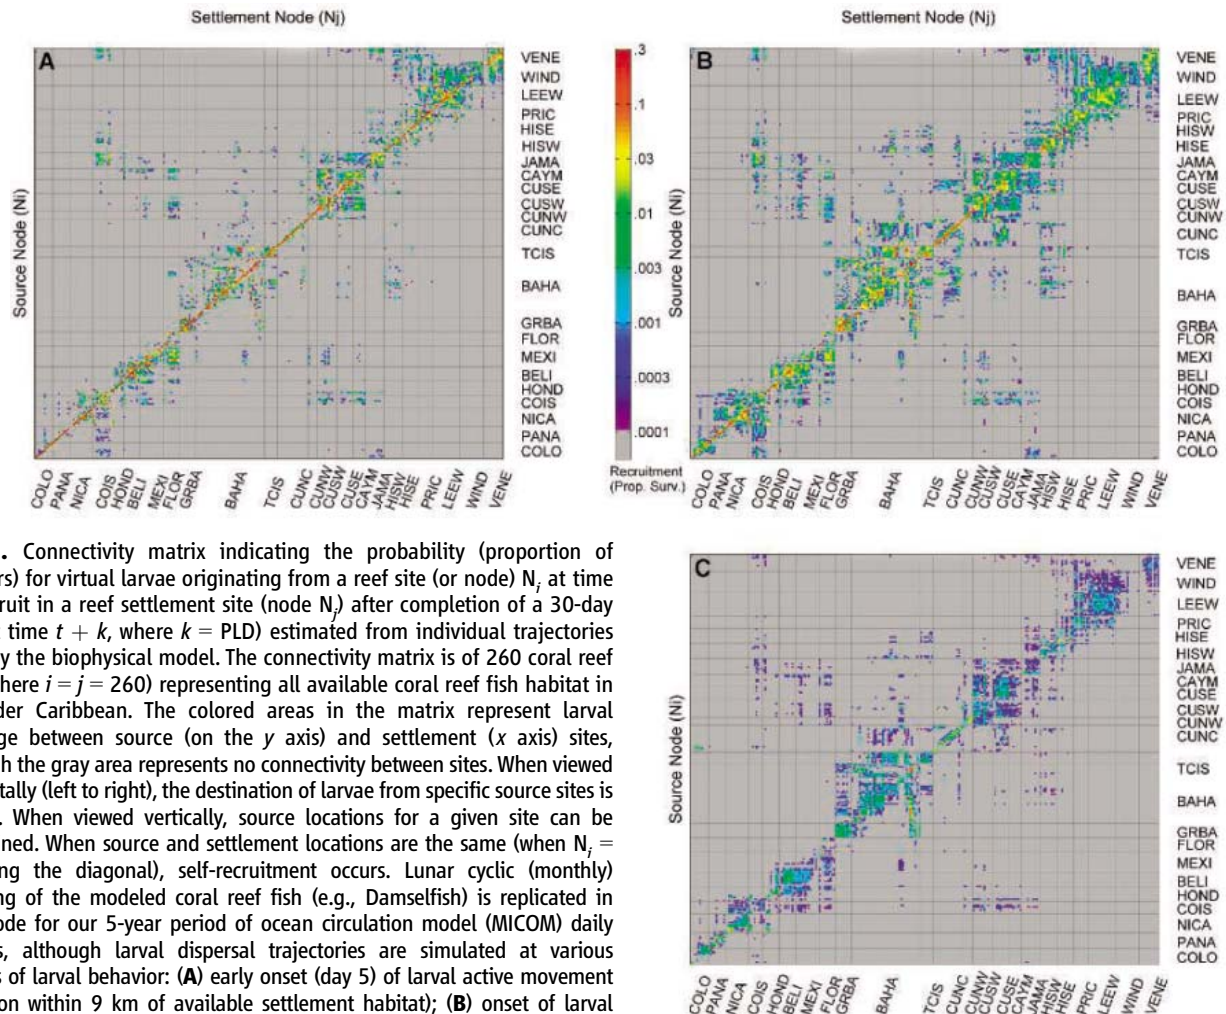 Settlement Node (Nj)
Settlement Node (Nj)
A
VENE
WIND
LEEW
PRIC
HISE
HISW
JAMA
CAYM
CUSE
CUSW
CUNW
CUNC
TCIS
BAHA
GRBA
FLOR
MEXI
BELI
HOND
COIS
NICA
PANA
COLO
Source Node (Ni)
COLO PANA NICA COIS HOND BELI MEXI FLOR GRBA BAHA TCIS CUNC CUNW CUSW CUSE CAYM JAMA HISW HISE PRIC LEEW WIND VENE
.3
.1
.03
.01
.003
.001
.0003
.0001
Recruitment
(Prop. Surv.)
B
VENE
WIND
LEEW
PRIC
HISW
HISE
JAMA
CAYM
CUSE
CUSW
CUNW
CUNC
TCIS
BAHA
GRBA
FLOR
MEXI
BELI
HOND
COIS
NICA
PANA
COLO
Source Node (Ni)
COLO PANA NICA COIS HOND BELI MEXI FLOR GRBA BAHA TCIS CUNC CUNW CUSW CUSE CAYM JAMA HISW HISE PRIC LEEW WIND VENE
. Connectivity matrix indicating the probability (proportion of
rs) for virtual larvae originating from a reef site (or node) Ni at time
ruit in a reef settlement site (node Nj) after completion of a 30-day
t time t + k, where k = PLD) estimated from individual trajectories
y the biophysical model. The connectivity matrix is of 260 coral reef
here i = j = 260) representing all available coral reef fish habitat in
der Caribbean. The colored areas in the matrix represent larval
ge between source (on the y axis) and settlement (x axis) sites,
h the gray area represents no connectivity between sites. When viewed
tally (left to right), the destination of larvae from specific source sites is
. When viewed vertically, source locations for a given site can be
ned. When source and settlement locations are the same (when Ni =
ng the diagonal), self-recruitment occurs. Lunar cyclic (monthly)
ng of the modeled coral reef fish (e.g., Damselfish) is replicated in
ode for our 5-year period of ocean circulation model (MICOM) daily
s, although larval dispersal trajectories are simulated at various
s of larval behavior: (A) early onset (day 5) of larval active movement
on within 9 km of available settlement habitat); (B) onset of larval
C
VENE
WIND
LEEW
PRIC
HISE
HISW
JAMA
CAYM
CUSE
CUSW
CUNW
CUNC
TCIS
BAHA
GRBA
FLOR
MEXI
BELI
HOND
COIS
NICA
PANA
COLO
Source Node (Ni)
COLO PANA NICA COIS HOND BELI MEXI FLOR GRBA BAHA TCIS CUNC CUNW CUSW CUSE CAYM JAMA HISW HISE PRIC LEEW WIND VENE